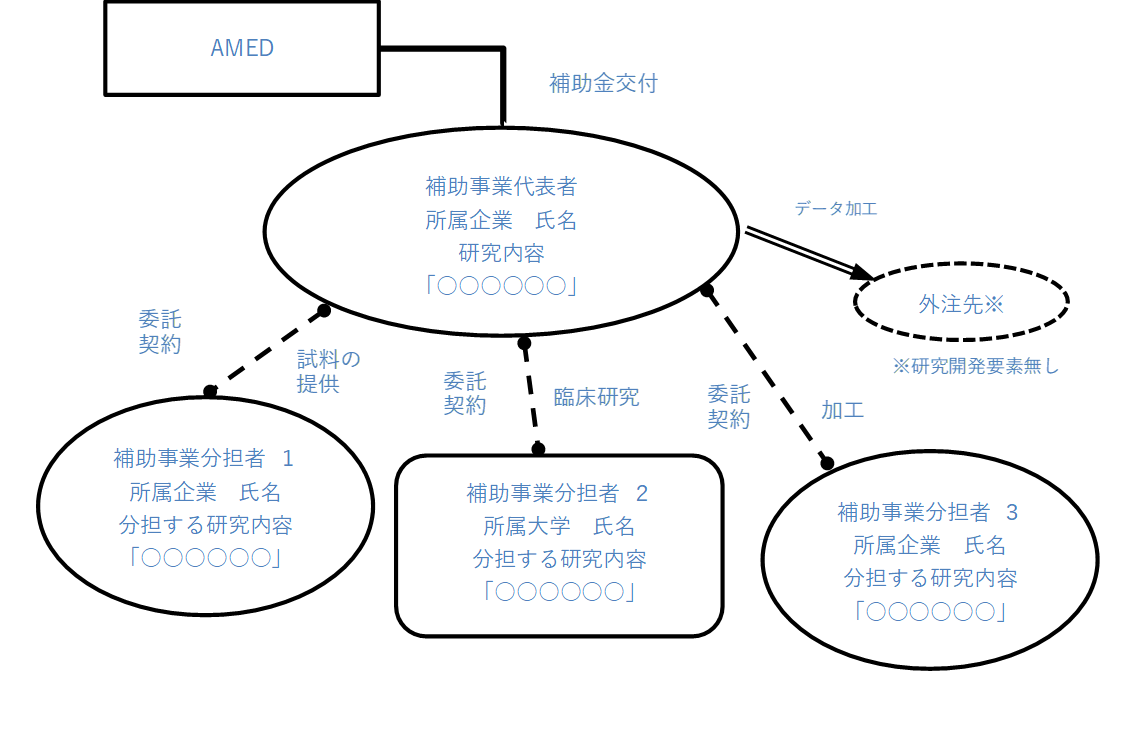 AMED
補助金交付
補助事業代表者
所属企業　氏名
研究内容
「○○○○○○」
データ加工
外注先※
※研究開発要素無し
委託
契約
試料の
提供
委託
契約
臨床研究
委託
契約
加工
補助事業分担者　1
所属企業　氏名
分担する研究内容
「○○○○○○」
補助事業分担者　2
所属大学　氏名
分担する研究内容
「○○○○○○」
補助事業分担者　3
所属企業　氏名
分担する研究内容
「○○○○○○」